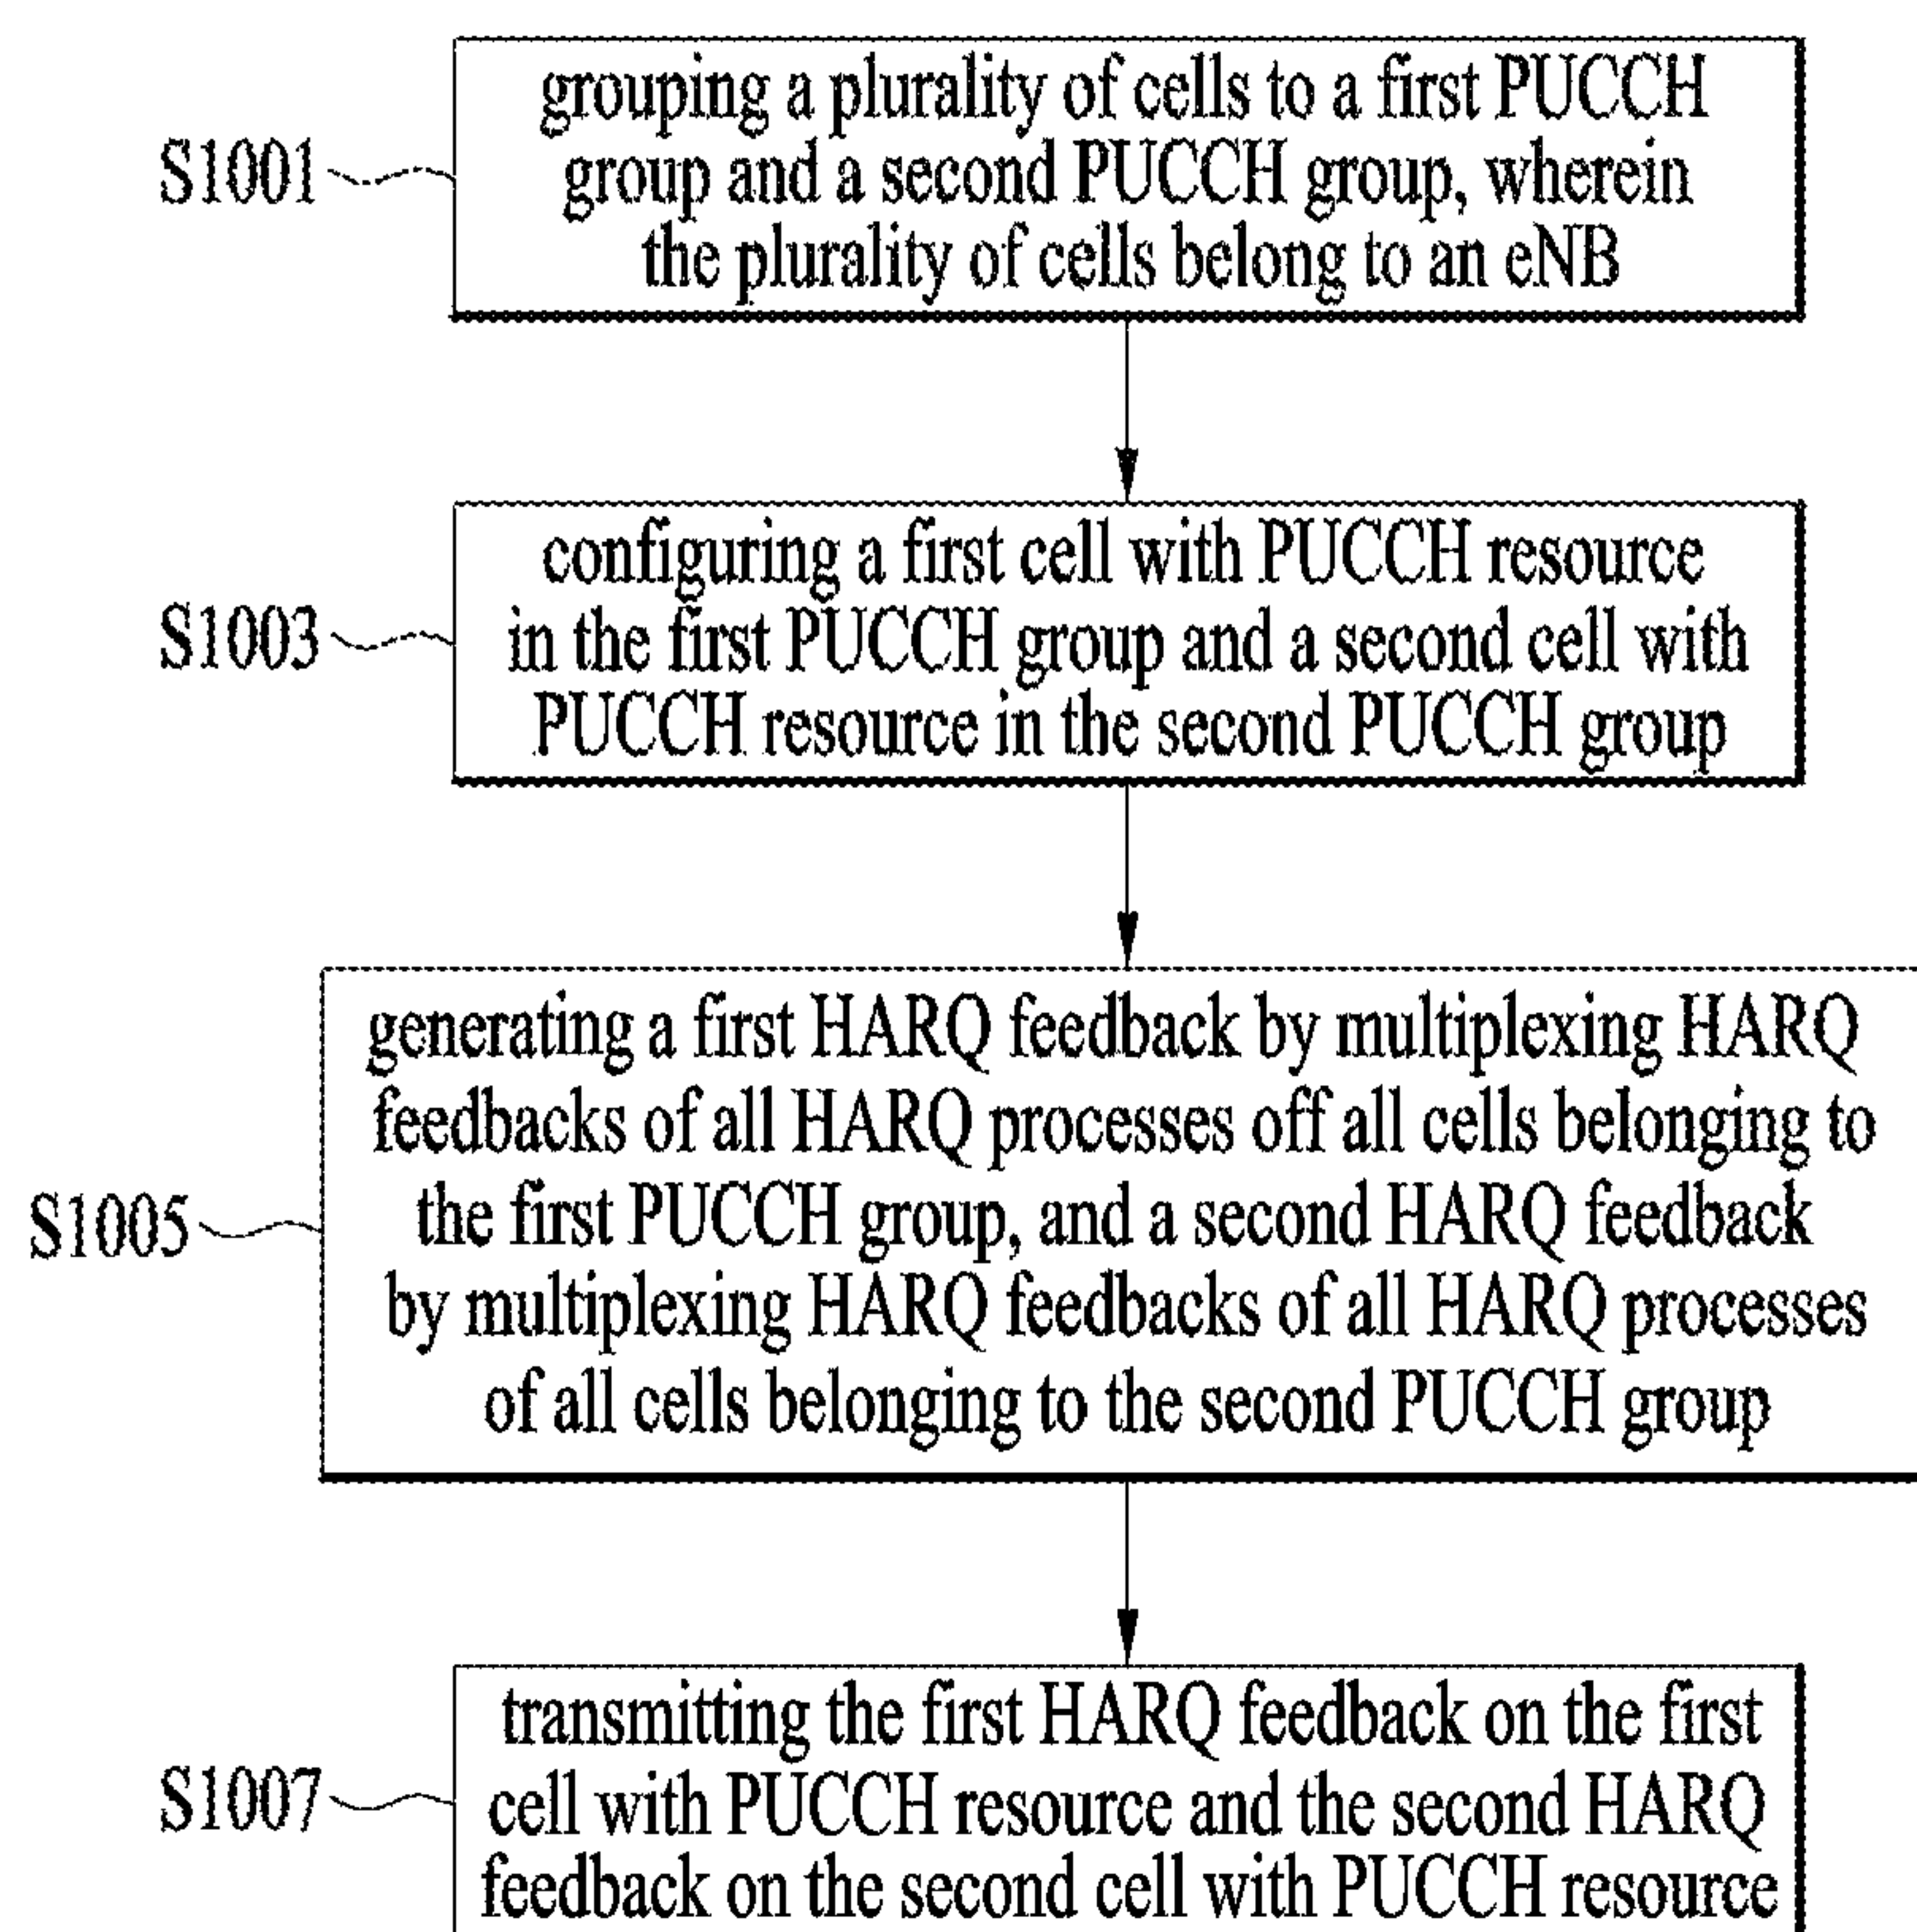 grouping a plurality of cells to a first PUCCH
group and a second PUCCH group, wherein
the plurality of cells belong to an eNB
S1001
configuring a first cell with PUCCH resource
in the first PUCCH group and a second cell with
PUCCH resource in the second PUCCH group
S1003
generating a first HARQ feedback by multiplexing HARQ
feedbacks of all HARQ processes off all cells belonging to
the first PUCCH group, and a second HARQ feedback
by multiplexing HARQ feedbacks of all HARQ processes
of all cells belonging to the second PUCCH group
S1005
transmitting the first HARQ feedback on the first
cell with PUCCH resource and the second HARQ
feedback on the second cell with PUCCH resource
S1007